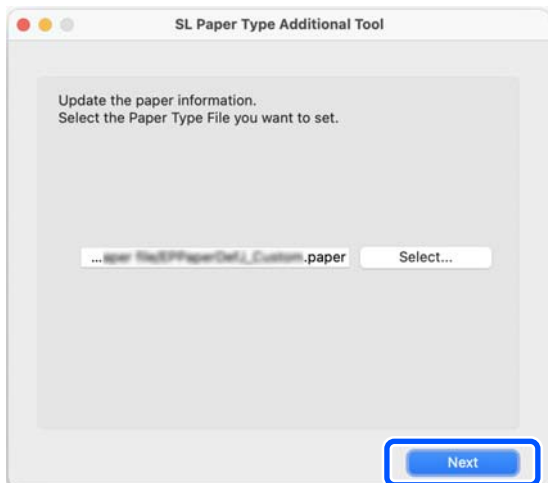 SL Paper Type Additional Tool
Update the paper information.
Select the Paper Type File you want to set.
... .paper
Select...
Next